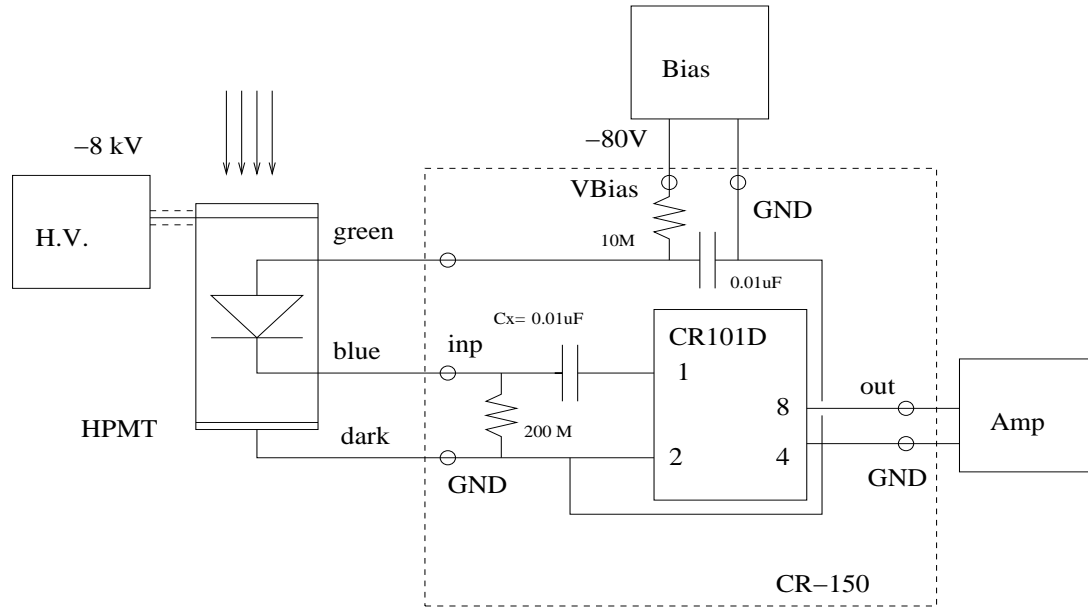 Bias
−8 kV
−80V
VBias
GND
H.V.
green
10M
0.01uF
Cx= 0.01uF
CR101D
blue
inp
1
out
8
HPMT
dark
200 M
2
4
Amp
GND
GND
CR−150